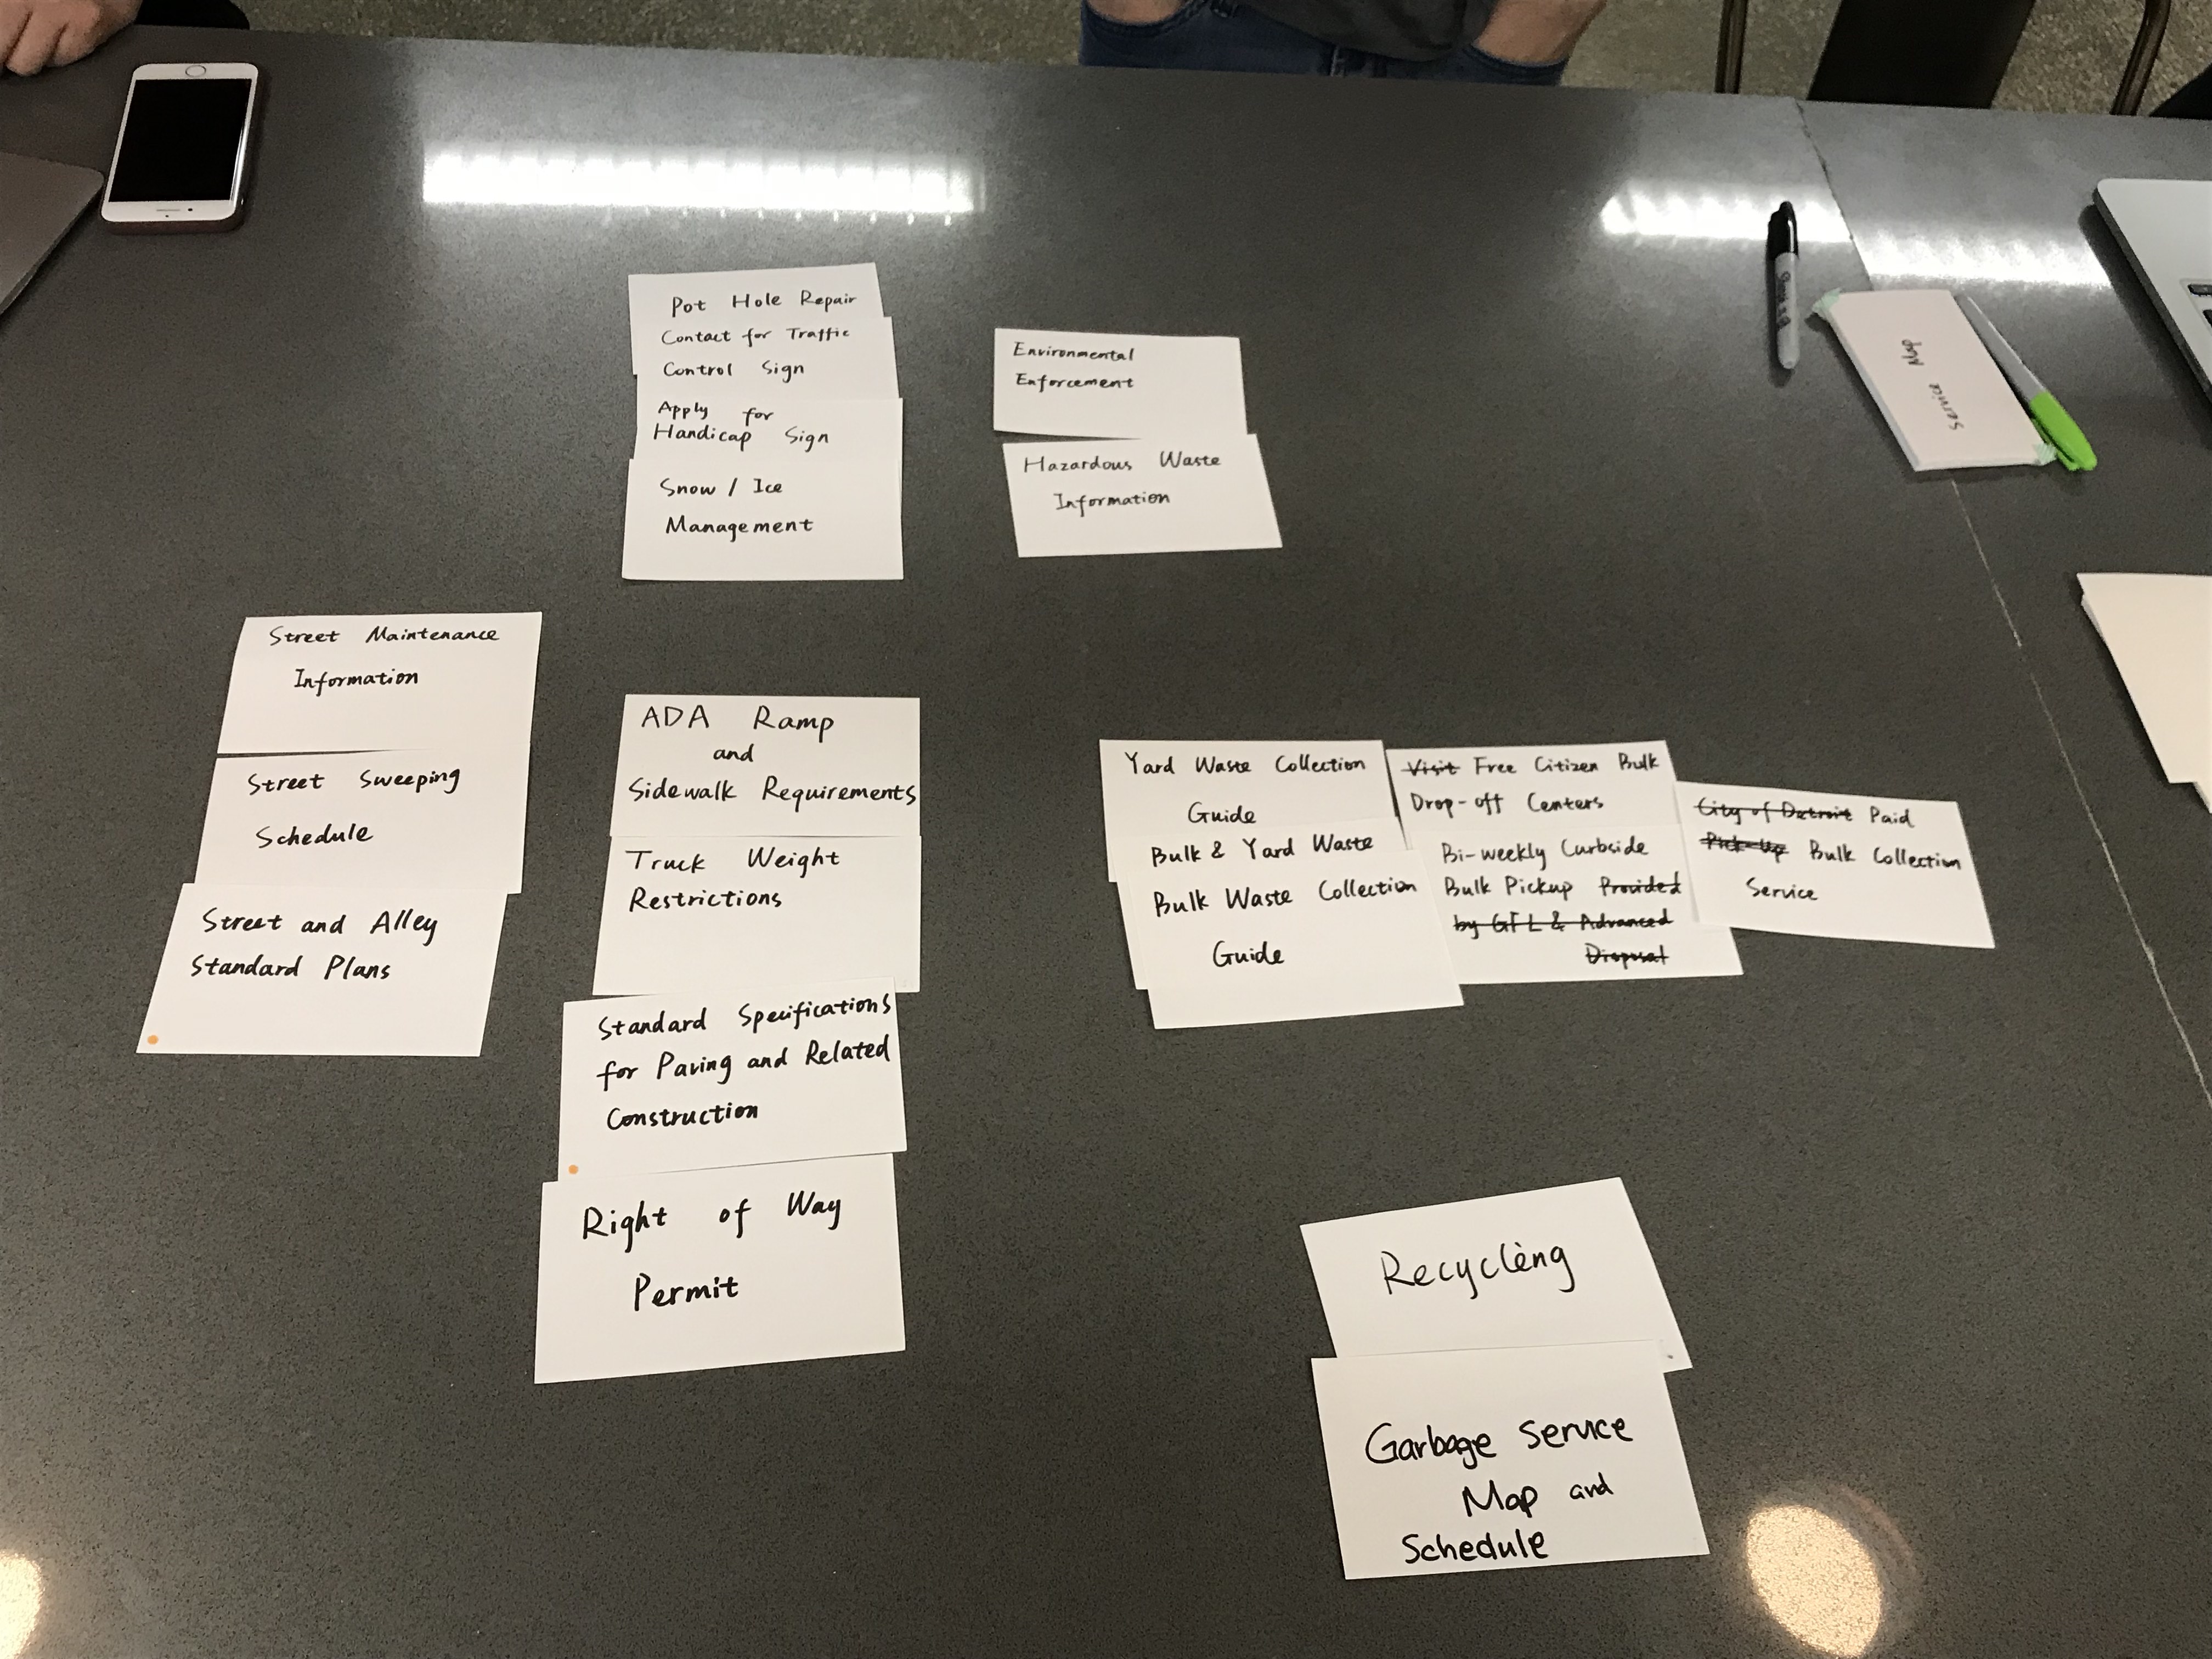 Pot Hole Repair
Contact for Traffic
Control Sign
Apply for
Handicap Sign
Snow / Ice
Management
Environmental
Enforcement
Hazardous Waste
Information
Service Map
Street Maintenance
Information
Street Sweeping
Schedule
Street and Alley
Standard Plans
ADA Ramp
and
Sidewalk Requirements
Truck Weight
Restrictions
Standard Specifications
for Paving and Related
Construction
Right of Way
Permit
Yard Waste Collection
Guide
Bulk & Yard Waste
Bulk Waste Collection
Guide
Visit Free Citizen Bulk
Drop-off Centers
Bi-weekly Curbside
Bulk Pickup Provided
by GFL & Advanced
Disposal
City of Detroit Paid
Pick-Up Bulk Collection
Service
Recycling
Garbage Service
Map and
Schedule